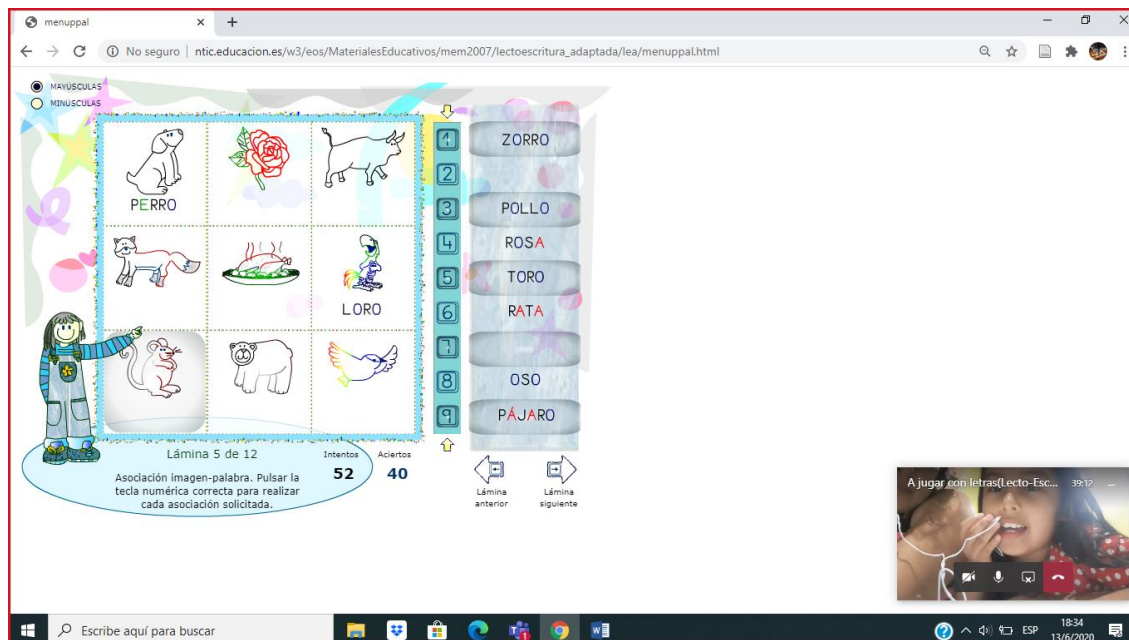 menuppal
No seguro | ntic.educacion.es/w3/eos/MaterialesEducativos/mem2007/lectoescritura_adaptada/lea/menuppal.html
MAYÚSCULAS
MINÚSCULAS
PERRO
LORO
1
2
3
4
5
6
7
8
9
ZORRO
POLLO
ROSA
TORO
RATA
OSO
PÁJARO
Lámina 5 de 12
Asociación imagen-palabra. Pulsar la
tecla numérica correcta para realizar
cada asociación solicitada.
Intentos
52
Aciertos
40
Lámina
anterior
Lámina
siguiente
A jugar con letras(Lecto-Esc... 39:12 ...
Escribe aquí para buscar
1
ESP
18:34
13/6/2020